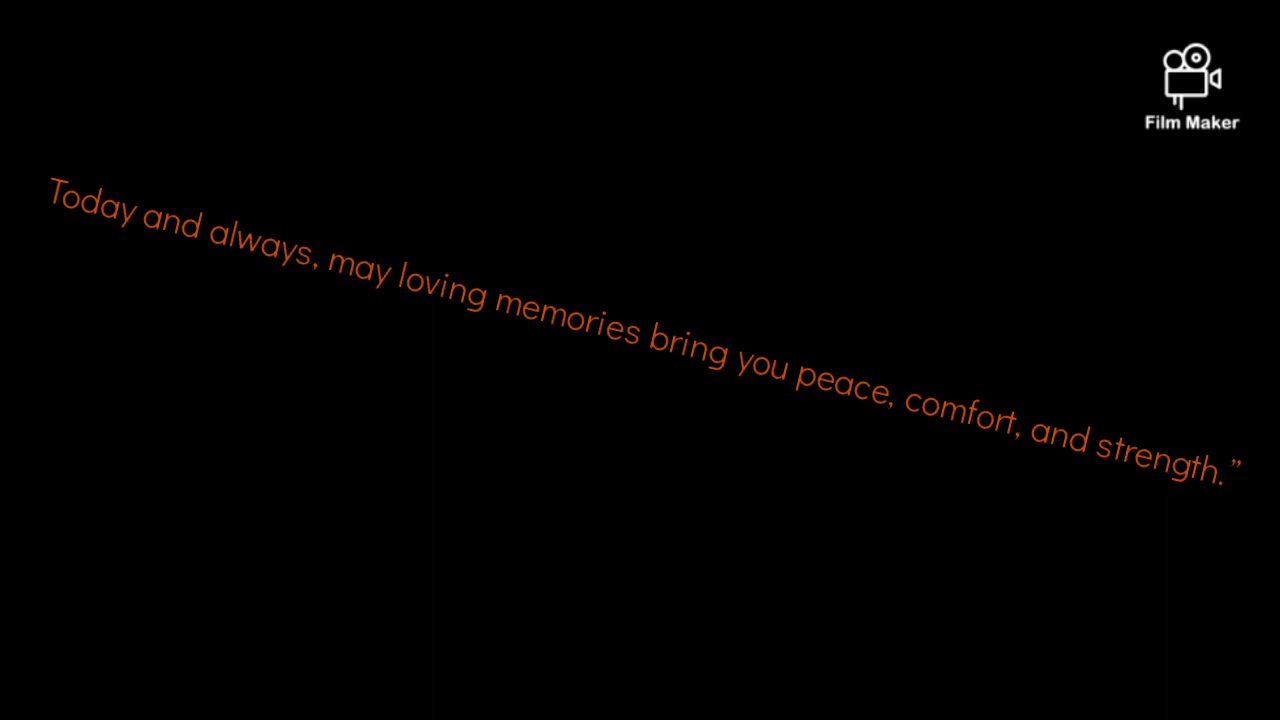 Film Maker
Today and always, may loving memories bring you peace, comfort, and strength.”